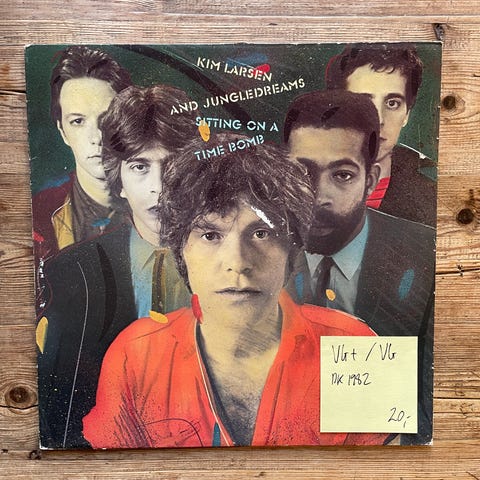 KIM LARSEN
AND JUNGLEDREAMS
SITTING ON A
TIME BOMB
VG+ / VG
DK 1982
20,-